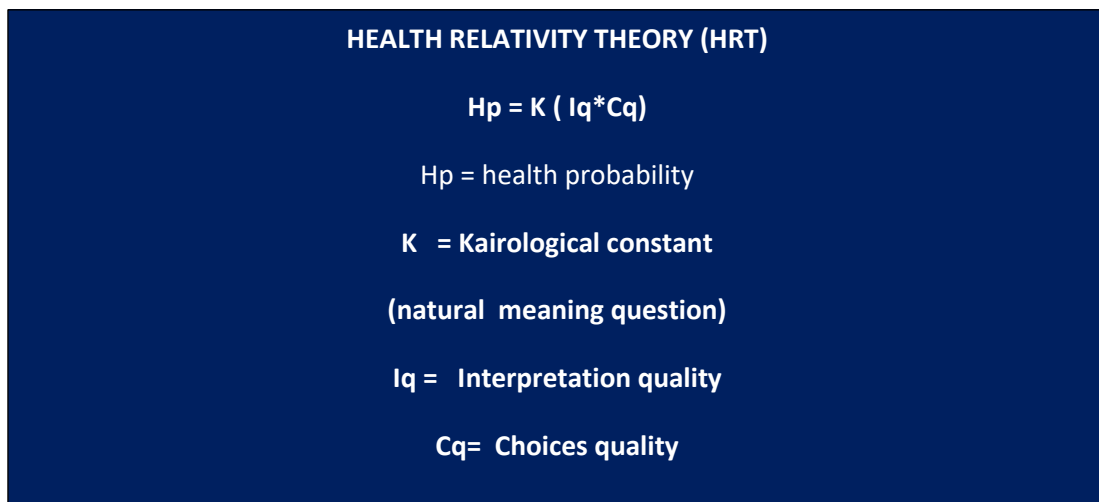 HEALTH RELATIVITY THEORY (HRT)
Hp = K ( Iq*Cq)
Hp = health probability
K   = Kairological constant
(natural  meaning question)
Iq =   Interpretation quality
Cq=  Choices quality